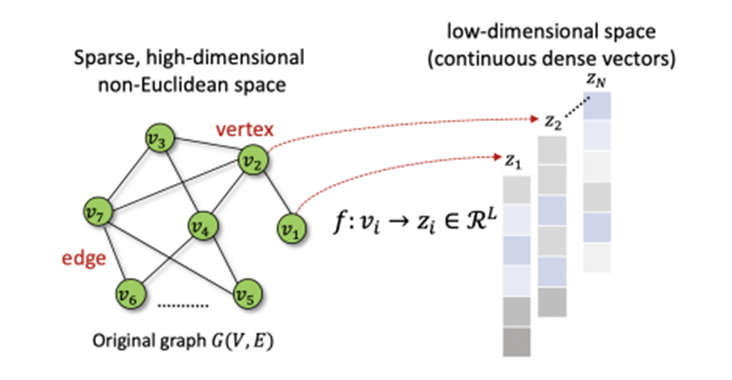 Sparse, high-dimensional
non-Euclidean space
low-dimensional space
(continuous dense vectors)
vertex
edge
v₃
v₂
v₇
v₄
v₁
v₆
v₅
...........
Original graph G(V, E)
f: vᵢ → zᵢ ∈ ℛᴸ
z₁
z₂
z_N